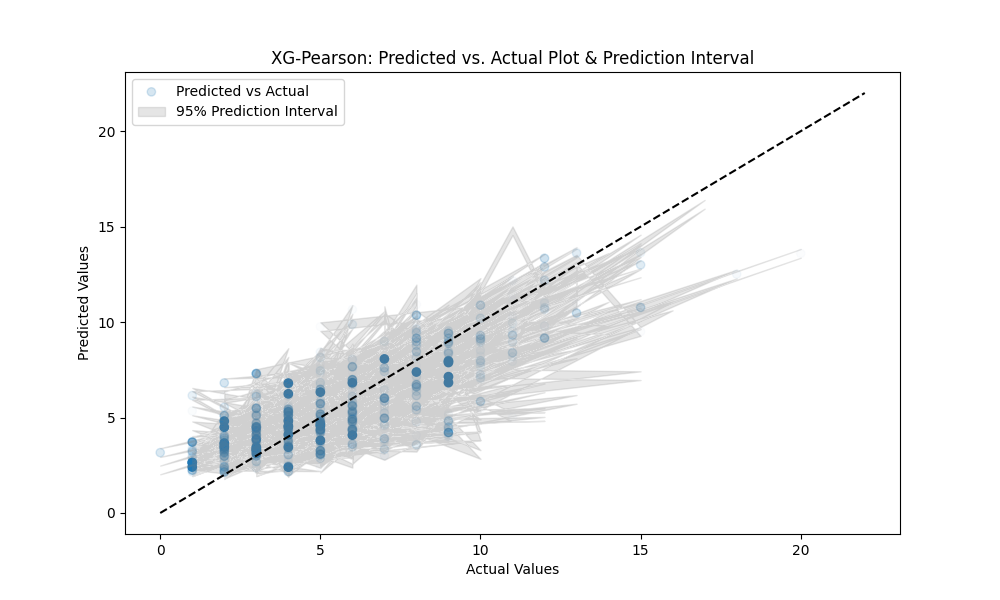 XG-Pearson: Predicted vs. Actual Plot & Prediction Interval
Predicted vs Actual
95% Prediction Interval
Predicted Values
20
15
10
5
0
0 5 10 15 20
Actual Values